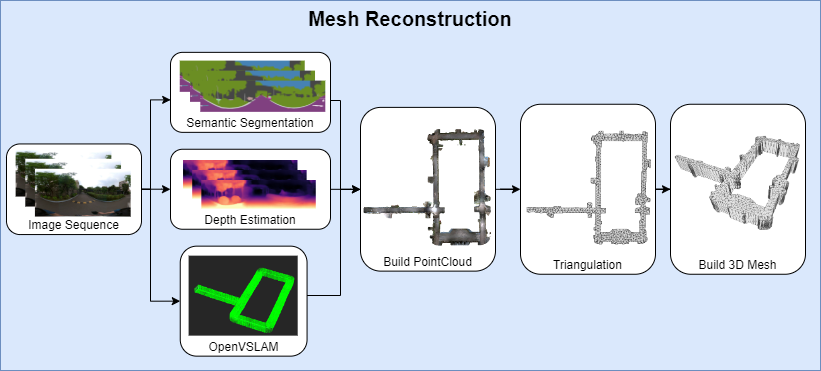 Mesh Reconstruction
Image Sequence
Semantic Segmentation
Depth Estimation
OpenVSLAM
Build PointCloud
Triangulation
Build 3D Mesh